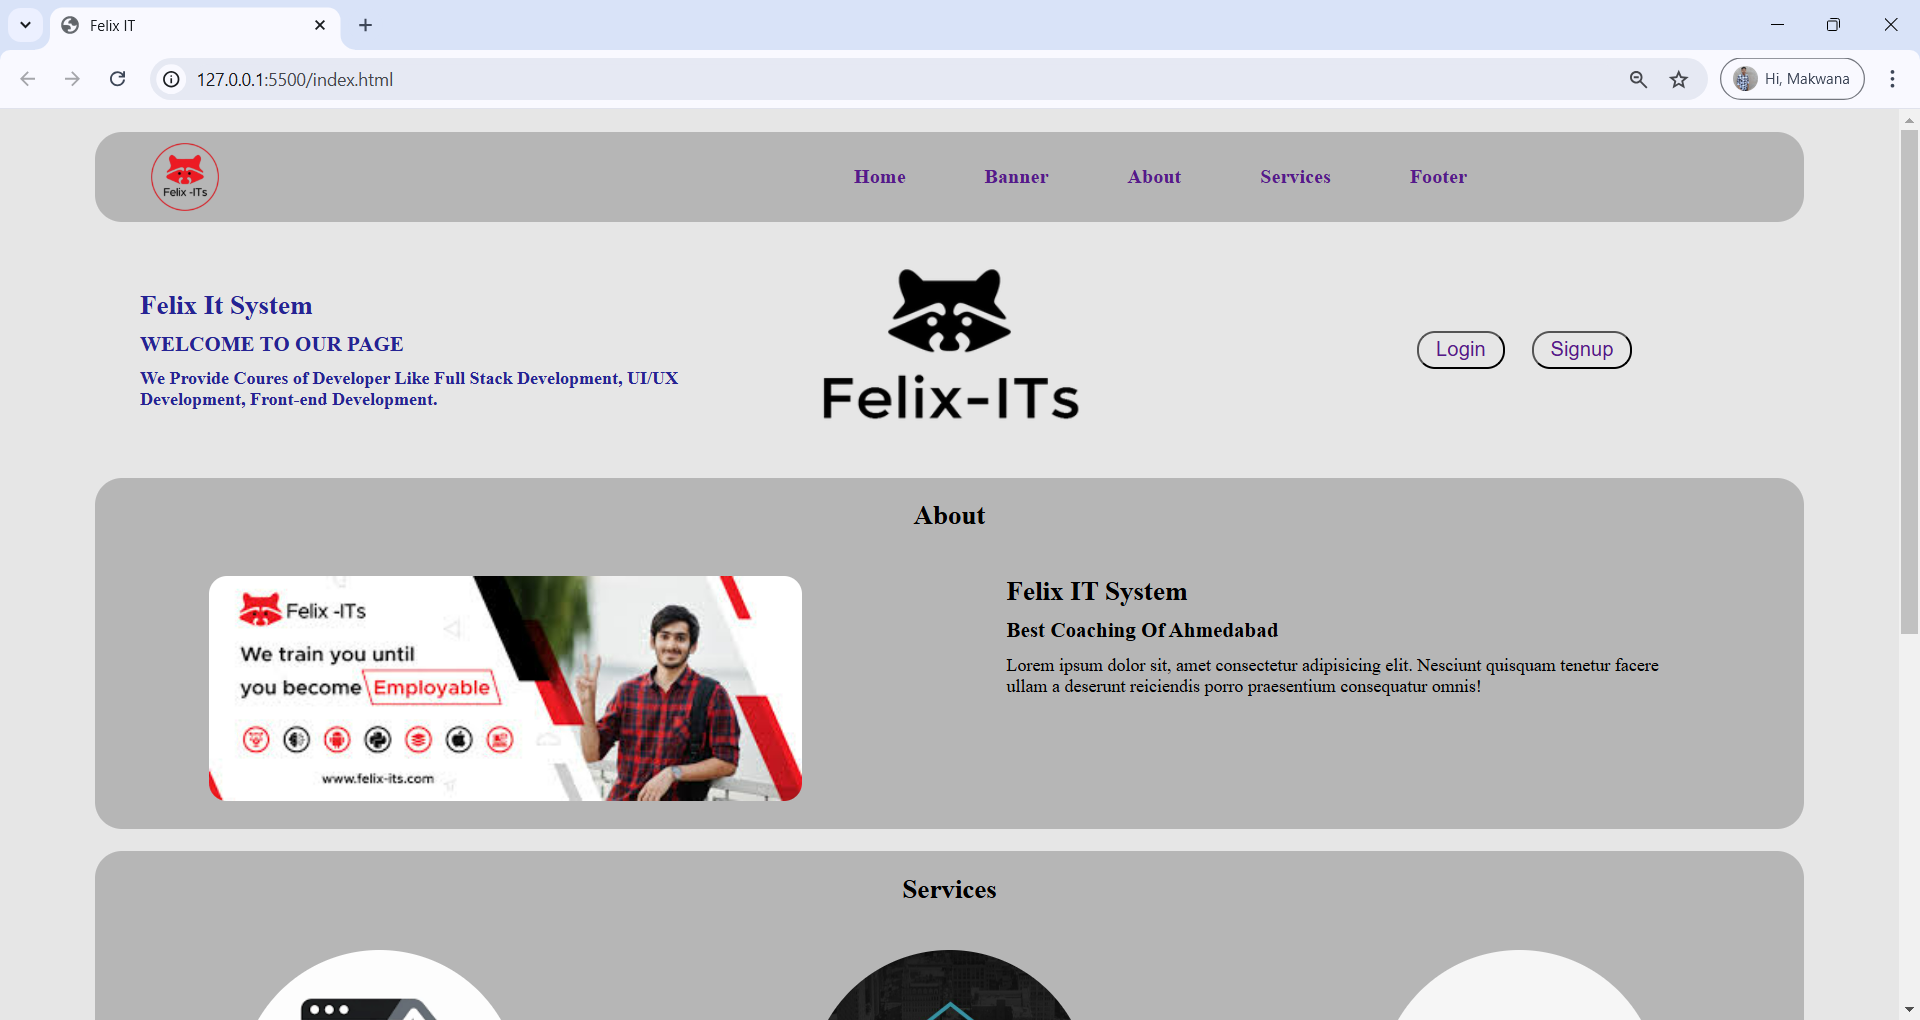 Felix IT
127.0.0.1:5500/index.html
Hi, Makwana
Felix -ITs
Home Banner About Services Footer
Felix It System
WELCOME TO OUR PAGE
We Provide Coures of Developer Like Full Stack Development, UI/UX
Development, Front-end Development.
Felix-ITs
Login Signup
About
Felix -ITs
We train you until
you become Employable
www.felix-its.com
Felix IT System
Best Coaching Of Ahmedabad
Lorem ipsum dolor sit, amet consectetur adipisicing elit. Nesciunt quisquam tenetur facere
ullam a deserunt reiciendis porro praesentium consequatur omnis!
Services